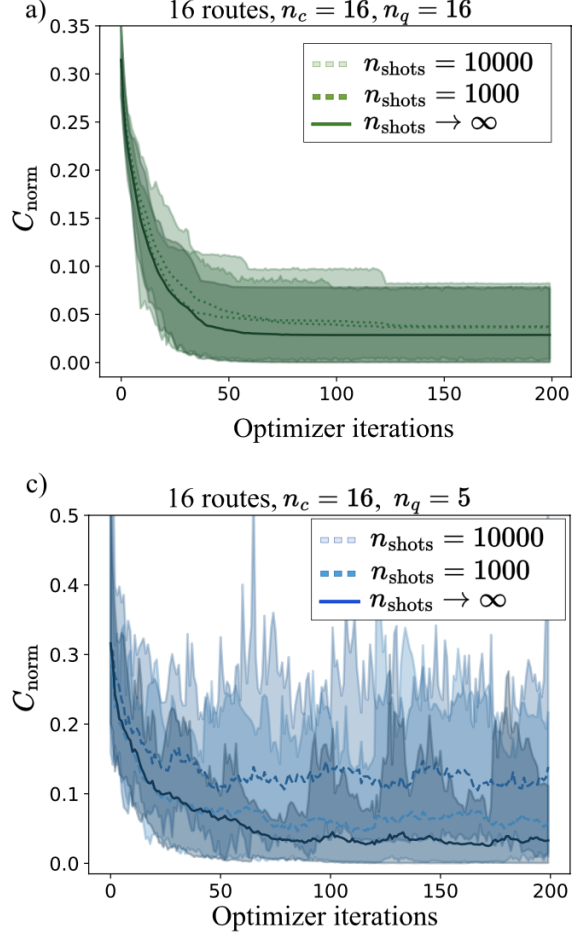 a)
16 routes, n_c = 16, n_q = 16
n_shots = 10000
n_shots = 1000
n_shots → ∞
C_norm
0.35
0.30
0.25
0.20
0.15
0.10
0.05
0.00
0 50 100 150 200
Optimizer iterations
c)
16 routes, n_c = 16, n_q = 5
n_shots = 10000
n_shots = 1000
n_shots → ∞
C_norm
0.5
0.4
0.3
0.2
0.1
0.0
0 50 100 150 200
Optimizer iterations